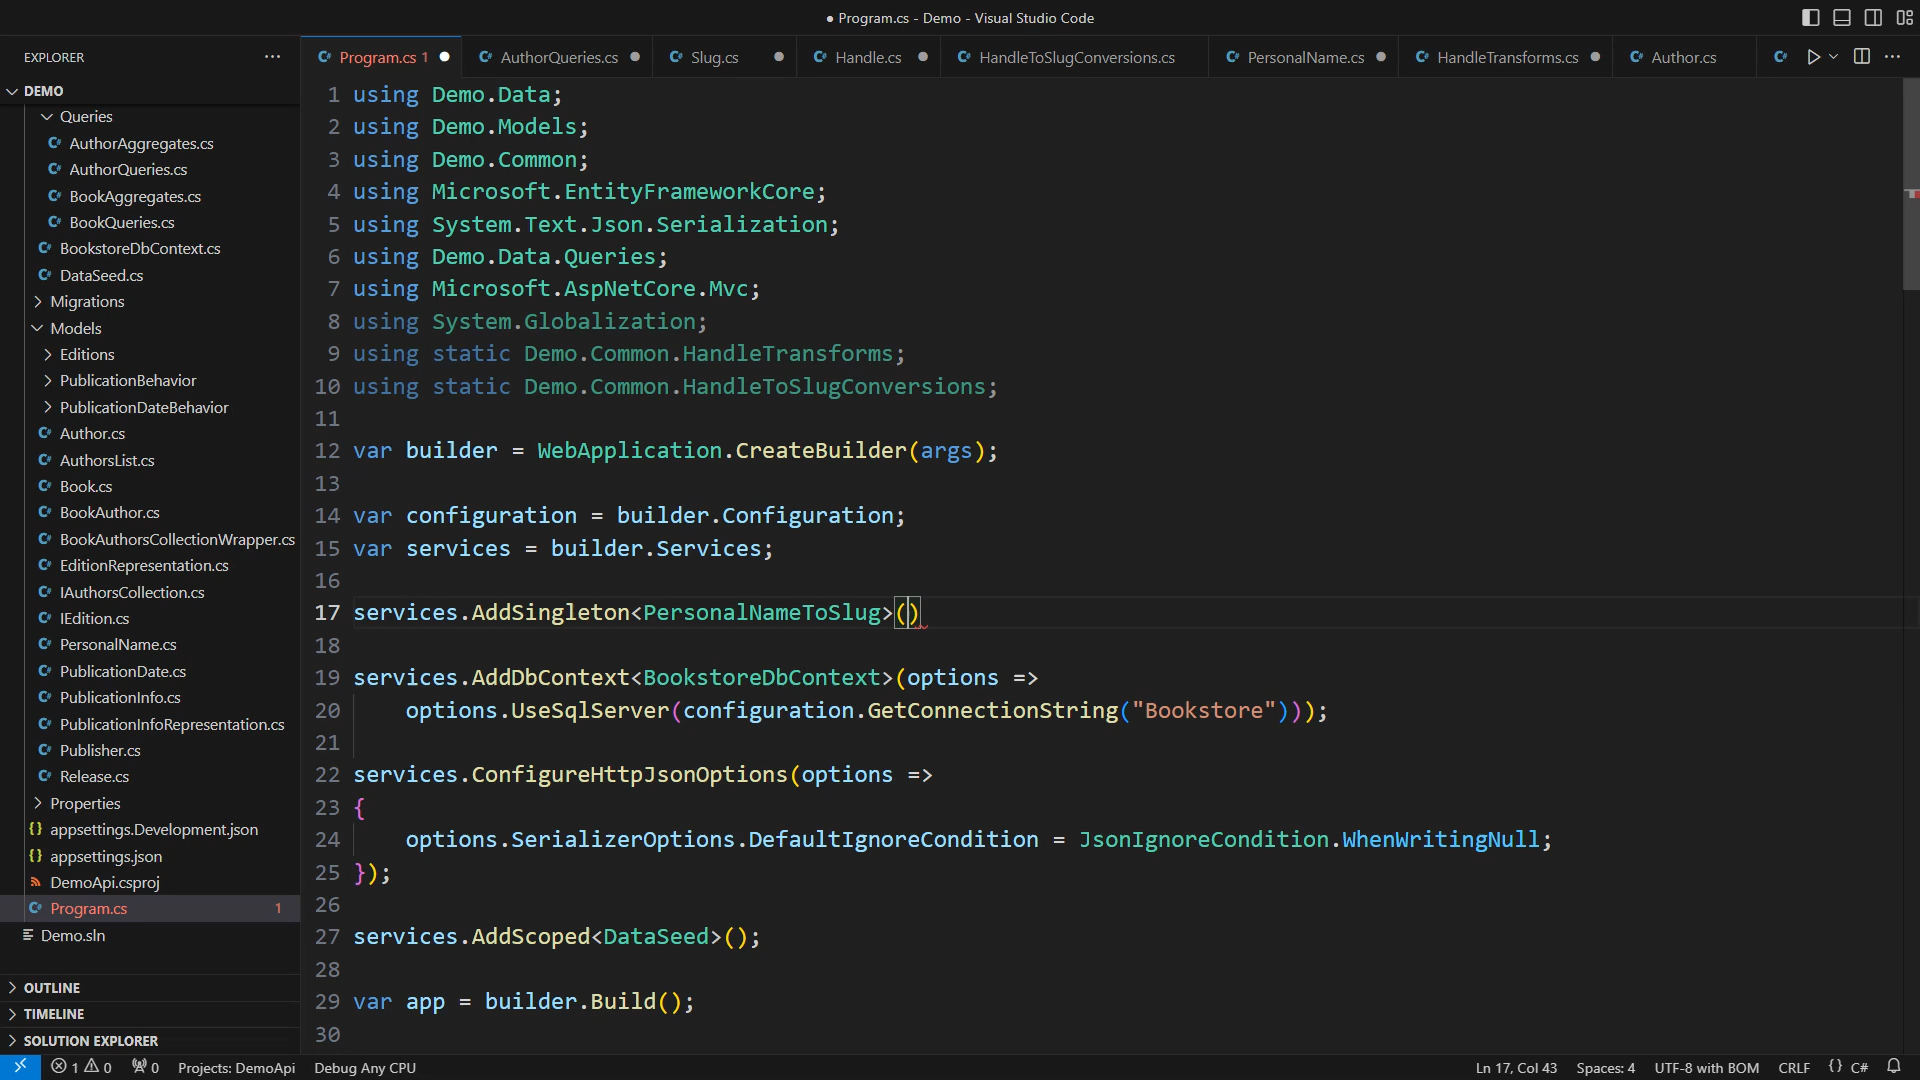 ● Program.cs - Demo - Visual Studio Code
EXPLORER
Program.cs 1
AuthorQueries.cs
Slug.cs
Handle.cs
HandleToSlugConversions.cs
PersonalName.cs
HandleTransforms.cs
Author.cs
DEMO
Queries
AuthorAggregates.cs
AuthorQueries.cs
BookAggregates.cs
BookQueries.cs
BookstoreDbContext.cs
DataSeed.cs
Migrations
Models
Editions
PublicationBehavior
PublicationDateBehavior
Author.cs
AuthorsList.cs
Book.cs
BookAuthor.cs
BookAuthorsCollectionWrapper.cs
EditionRepresentation.cs
IAuthorsCollection.cs
IEdition.cs
PersonalName.cs
PublicationDate.cs
PublicationInfo.cs
PublicationInfoRepresentation.cs
Publisher.cs
Release.cs
Properties
appsettings.Development.json
appsettings.json
DemoApi.csproj
Program.cs 1
Demo.sln
OUTLINE
TIMELINE
SOLUTION EXPLORER
1 using Demo.Data;
2 using Demo.Models;
3 using Demo.Common;
4 using Microsoft.EntityFrameworkCore;
5 using System.Text.Json.Serialization;
6 using Demo.Data.Queries;
7 using Microsoft.AspNetCore.Mvc;
8 using System.Globalization;
9 using static Demo.Common.HandleTransforms;
10 using static Demo.Common.HandleToSlugConversions;
11
12 var builder = WebApplication.CreateBuilder(args);
13
14 var configuration = builder.Configuration;
15 var services = builder.Services;
16
17 services.AddSingleton<PersonalNameToSlug>()
18
19 services.AddDbContext<BookstoreDbContext>(options =>
20     options.UseSqlServer(configuration.GetConnectionString("Bookstore")));
21
22 services.ConfigureHttpJsonOptions(options =>
23 {
24     options.SerializerOptions.DefaultIgnoreCondition = JsonIgnoreCondition.WhenWritingNull;
25 });
26
27 services.AddScoped<DataSeed>();
28
29 var app = builder.Build();
30
1 0 0 Projects: DemoApi Debug Any CPU Ln 17, Col 43 Spaces: 4 UTF-8 with BOM CRLF {} C#